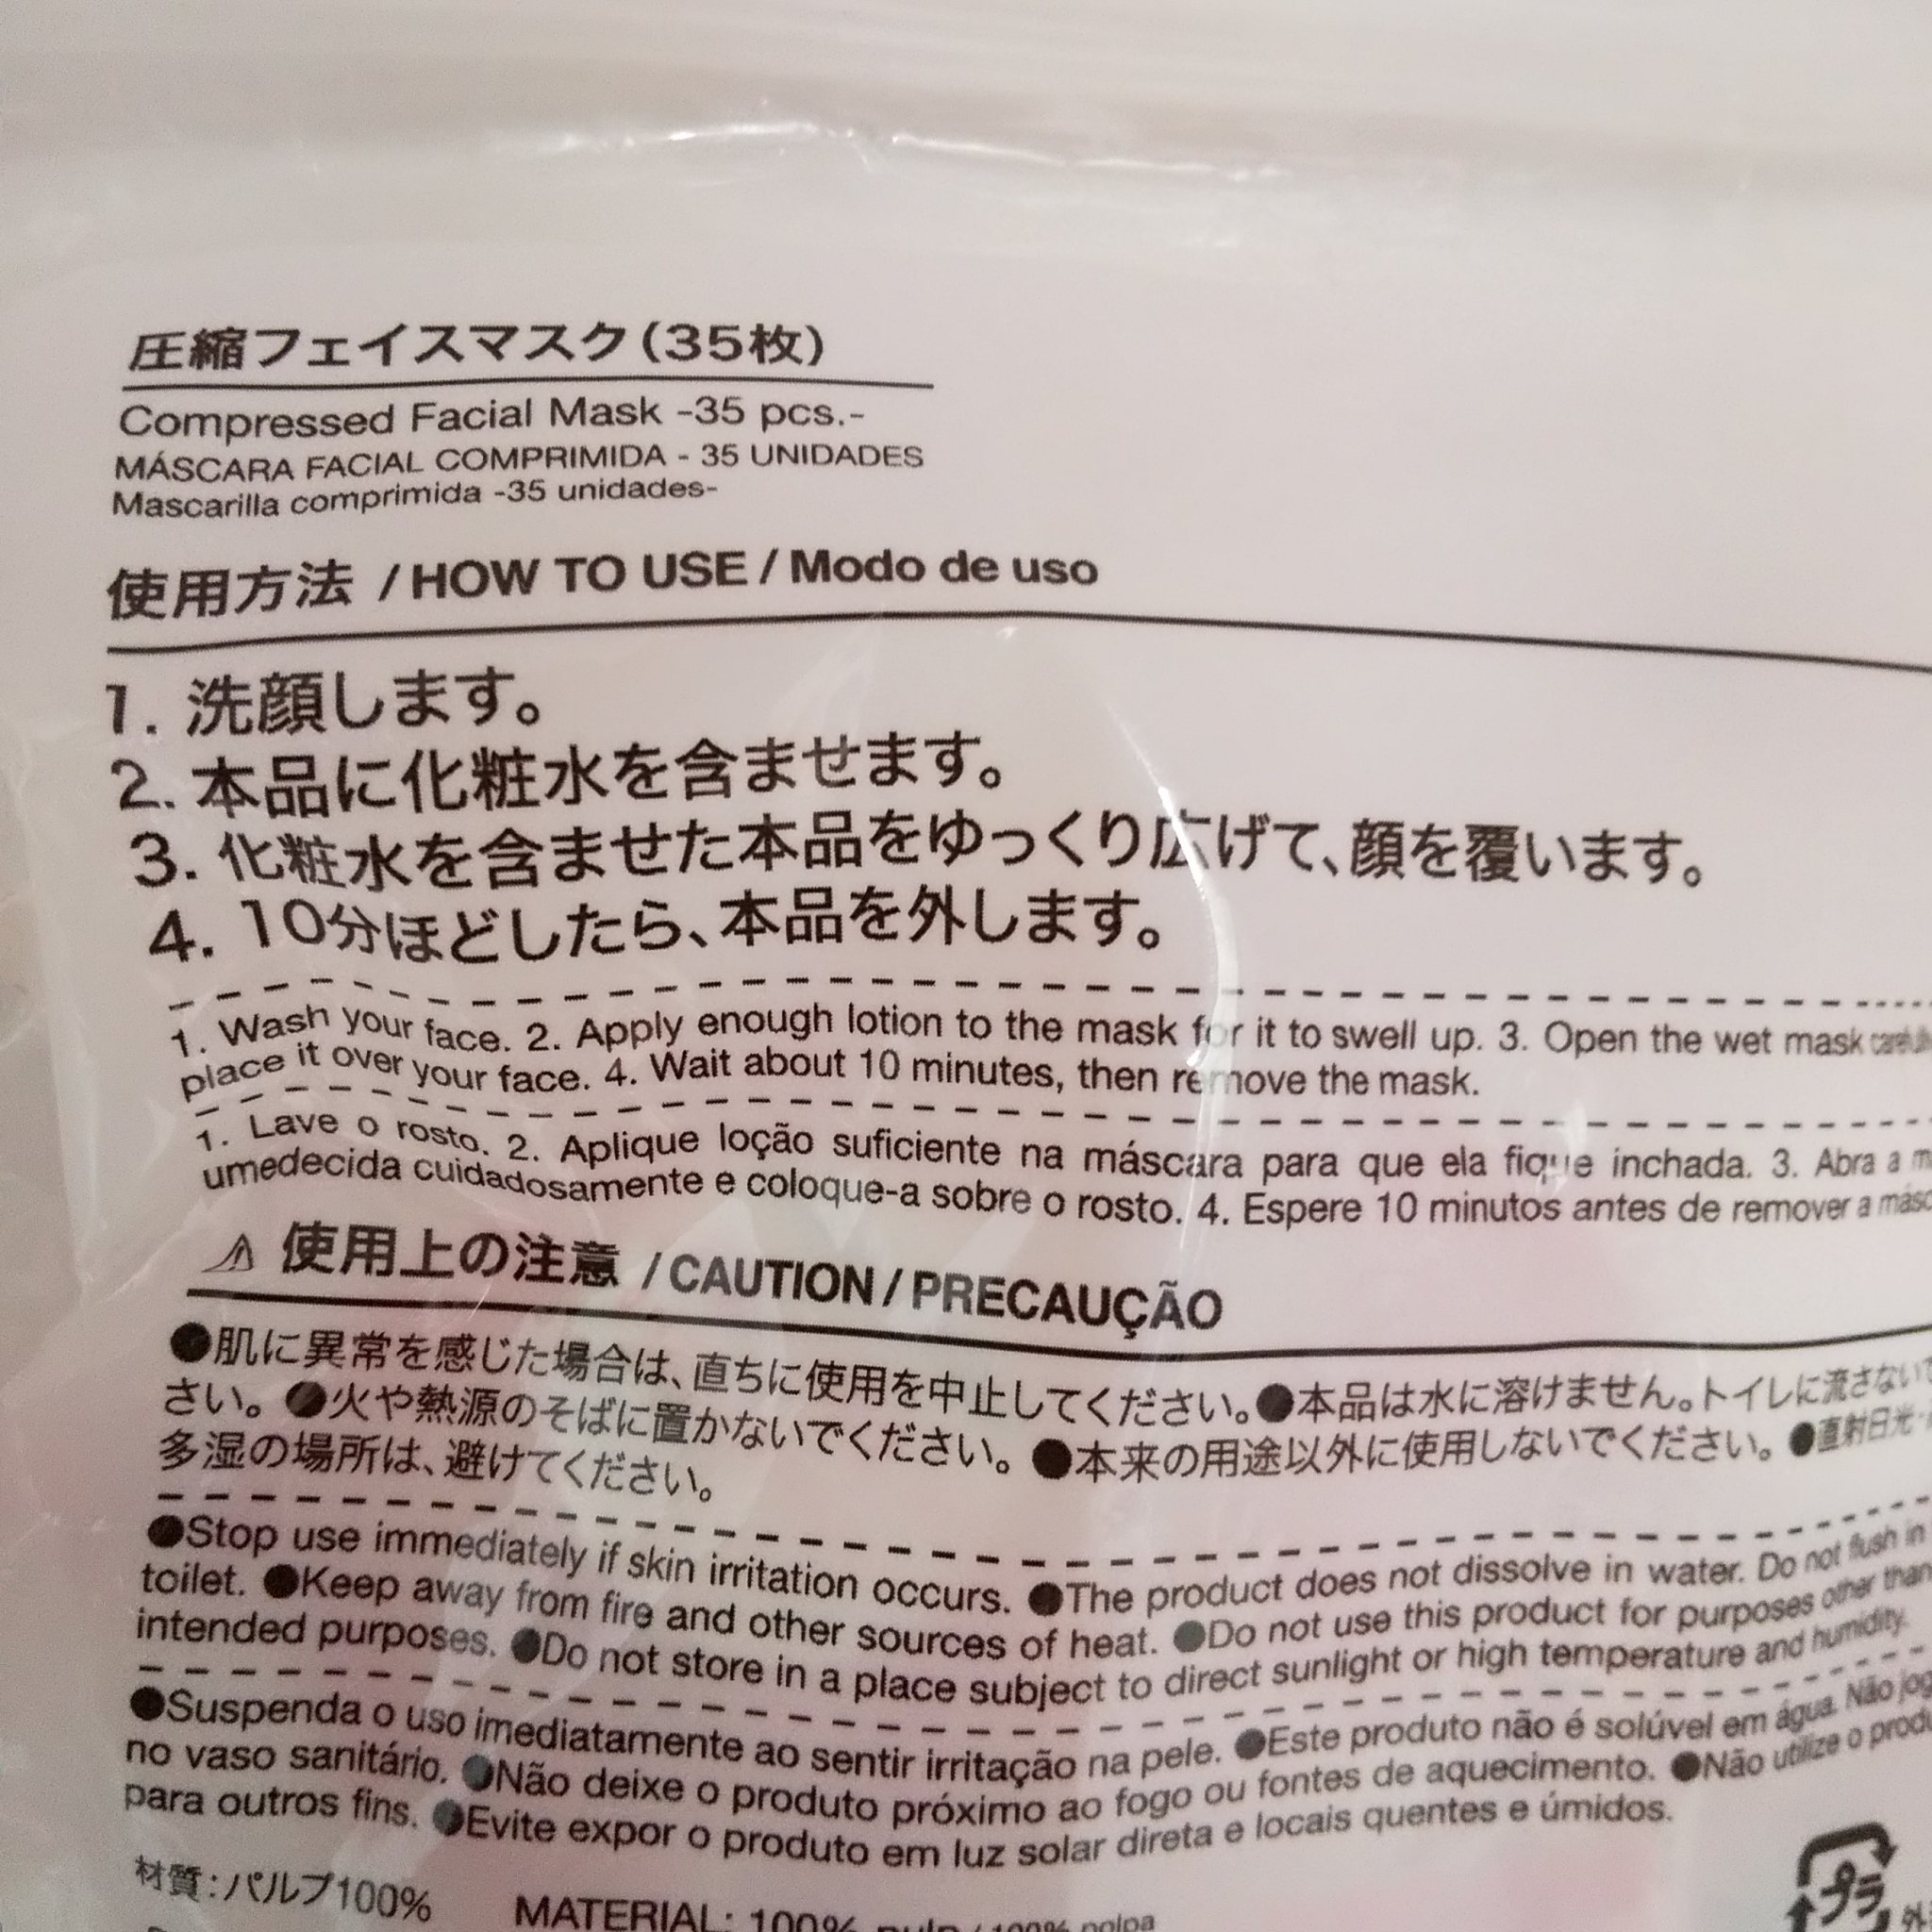 圧縮フェイスマスク(35枚)
Compressed Facial Mask -35 pcs.-
MÁSCARA FACIAL COMPRIMIDA - 35 UNIDADES
Mascarilla comprimida -35 unidades-
使用方法 / HOW TO USE / Modo de uso
1. 洗顔します。
2. 本品に化粧水を含ませます。
3. 化粧水を含ませた本品をゆっくり広げて、顔を覆います。
4. 10分ほどしたら、本品を外します。
1. Wash your face. 2. Apply enough lotion to the mask for it to swell up. 3. Open the wet mask
place it over your face. 4. Wait about 10 minutes, then remove the mask.
1. Lave o rosto. 2. Aplique loção suficiente na máscara para que ela fique inchada. 3. Abra a
umedecida cuidadosamente e coloque-a sobre o rosto. 4. Espere 10 minutos antes de remover a
使用上の注意 / CAUTION / PRECAUÇÃO
●肌に異常を感じた場合は、直ちに使用を中止してください。●本品は水に溶けません。トイレに流さないで
さい。●火や熱源のそばに置かないでください。●本来の用途以外に使用しないでください。●直射日光・
多湿の場所は、避けてください。
●Stop use immediately if skin irritation occurs. ●The product does not dissolve in water. Do not flush in
toilet. ●Keep away from fire and other sources of heat. ●Do not use this product for purposes other than
intended purposes. ●Do not store in a place subject to direct sunlight or high temperature and humidity.
●Suspenda o uso imediatamente ao sentir irritação na pele. ●Este produto não é solúvel em água. Não
no vaso sanitário. ●Não deixe o produto próximo ao fogo ou fontes de aquecimento. ●Não utilize o
para outros fins. ●Evite expor o produto em luz solar direta e locais quentes e úmidos.
材質:パルプ100% MATERIAL: 100% pulp / 100% polpa
プラ